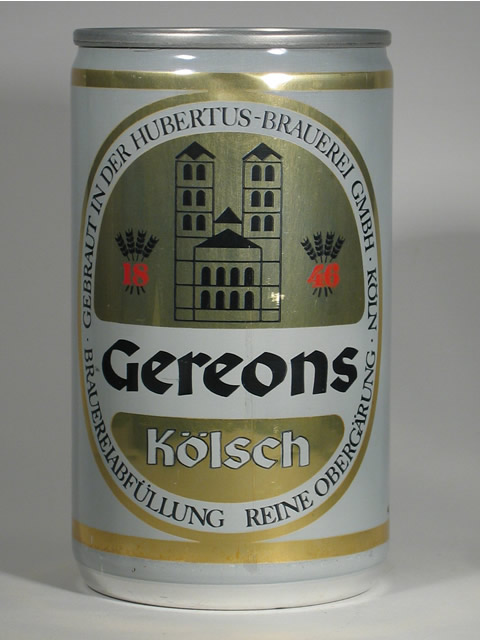 GEBRAUT IN DER HUBERTUS-BRAUEREI GMBH · KÖLN ·
18 46
Gereons
Kölsch
BRAUEREIABFÜLLUNG REINE OBERGÄRUNG ·